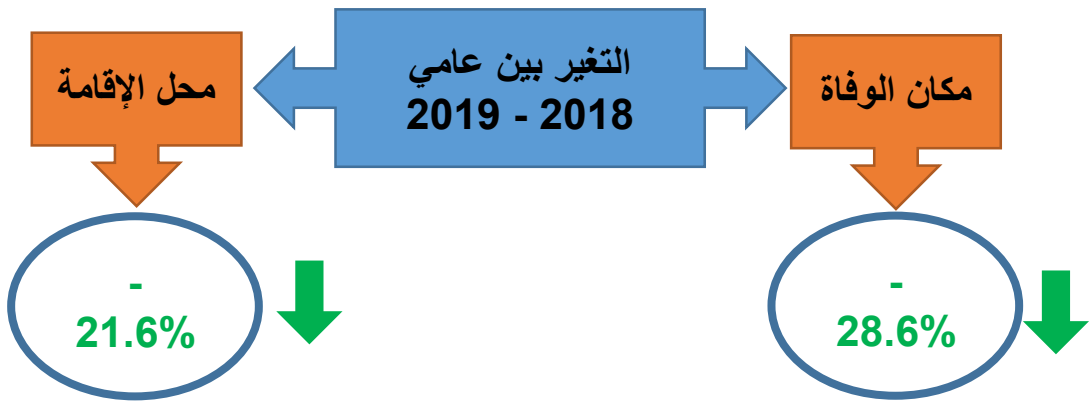 التغير بين عامي
2018 - 2019
مكان الوفاة
محل الإقامة
-
28.6%
-
21.6%